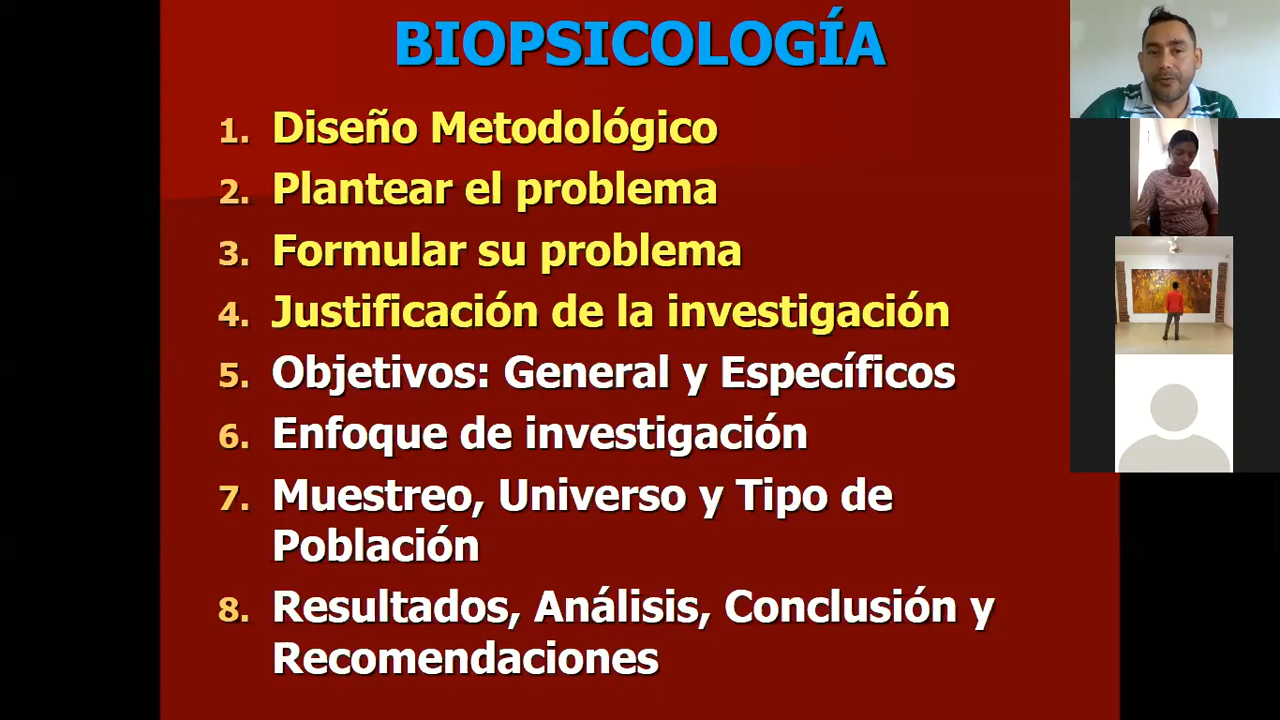 BIOPSICOLOGÍA
1. Diseño Metodológico
2. Plantear el problema
3. Formular su problema
4. Justificación de la investigación
5. Objetivos: General y Específicos
6. Enfoque de investigación
7. Muestreo, Universo y Tipo de
Población
8. Resultados, Análisis, Conclusión y
Recomendaciones